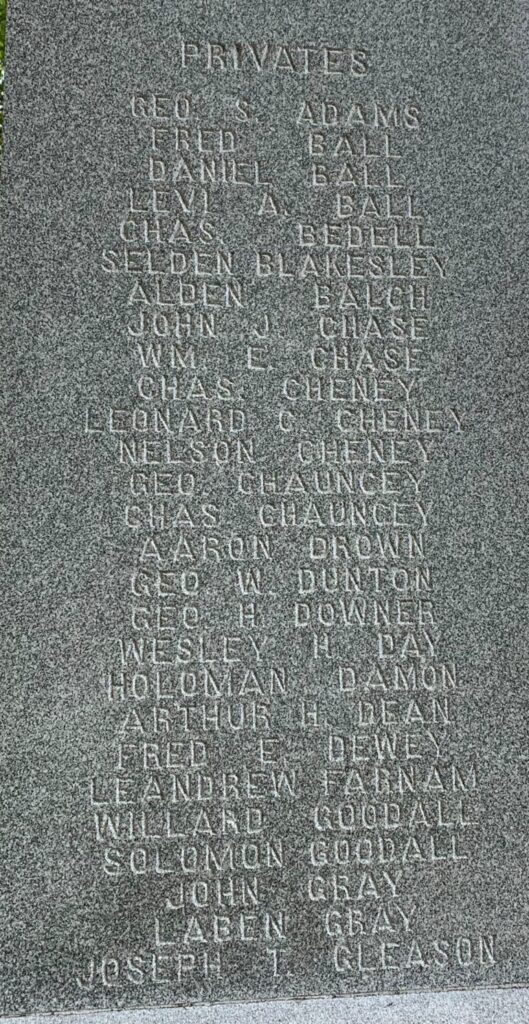 PRIVATES
GEO. S. ADAMS
FRED BALL
DANIEL BALL
LEVI A. BALL
CHAS. BEDELL
SELDEN BLAKESLEY
ALDEN BALCH
JOHN J. CHASE
WM. E. CHASE
CHAS. CHENEY
LEONARD C. CHENEY
NELSON CHENEY
GEO. CHAUNCEY
CHAS CHAUNCEY
AARON DROWN
GEO W. DUNTON
GEO H DOWNER
WESLEY H. DAY
HOLOMAN DAMON
ARTHUR H. DEAN
FRED E. DEWEY
LEANDREW FARNAM
WILLARD GOODALL
SOLOMON GOODALL
JOHN GRAY
LABEN GRAY
JOSEPH T. GLEASON